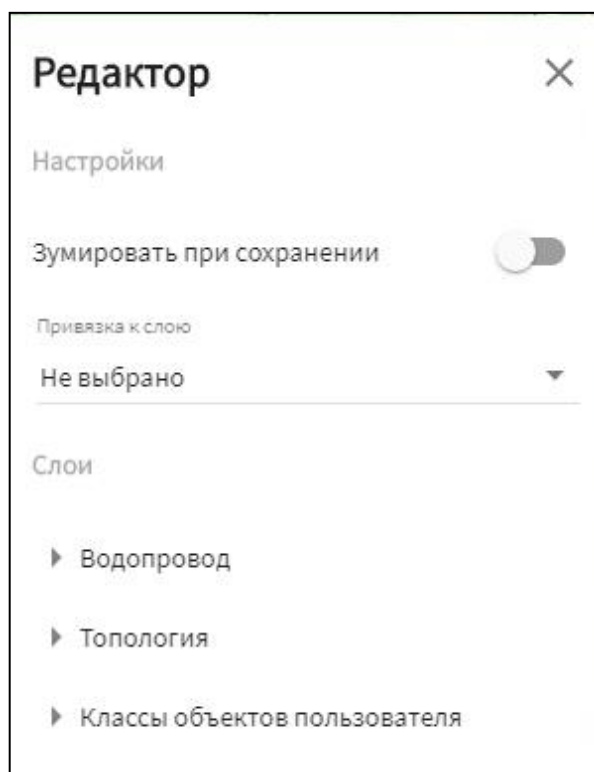 Редактор
Настройки
Зумировать при сохранении
Привязка к слою
Не выбрано
Слои
Водопровод
Топология
Классы объектов пользователя